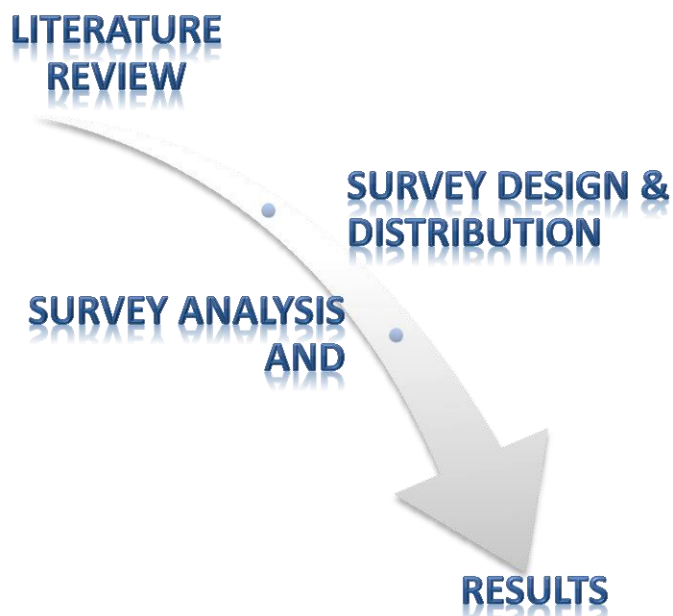 LITERATURE
REVIEW
SURVEY DESIGN &
DISTRIBUTION
SURVEY ANALYSIS
AND
RESULTS